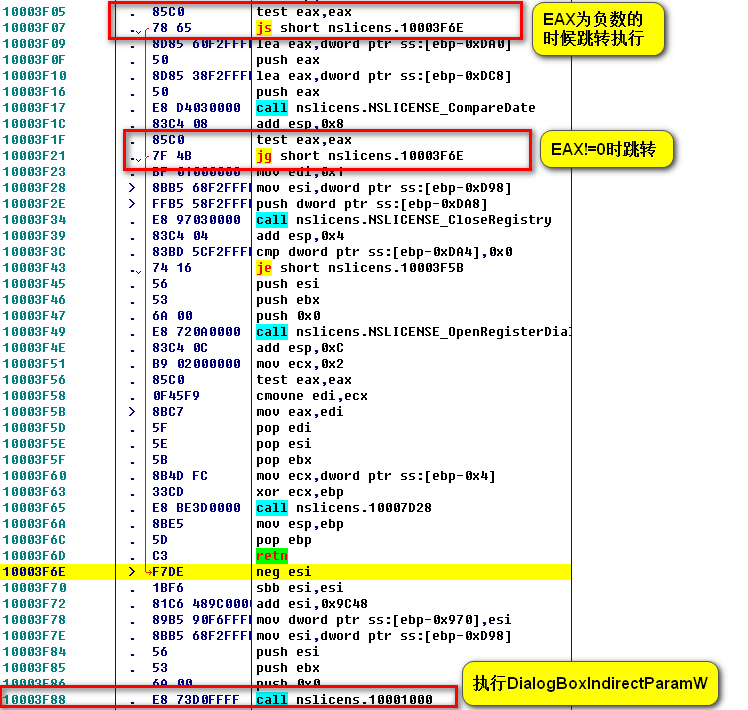 10003F05 . 85C0 test eax,eax
10003F07 . 78 65 js short nslicens.10003F6E
10003F09 . 8D85 60F2FFFF lea eax,dword ptr ss:[ebp-0xDA0]
10003F0F . 50 push eax
10003F10 . 8D85 38F2FFFF lea eax,dword ptr ss:[ebp-0xDC8]
10003F16 . 50 push eax
10003F17 . E8 D4030000 call nslicens.NSLICENSE_CompareDate
10003F1C . 83C4 08 add esp,0x8
10003F1F . 85C0 test eax,eax
10003F21 . 7F 4B jg short nslicens.10003F6E
10003F23 . BF 01000000 mov edi,0x1
10003F28 > 8BB5 68F2FFFF mov esi,dword ptr ss:[ebp-0xD98]
10003F2E > FFB5 58F2FFFF push dword ptr ss:[ebp-0xDA8]
10003F34 . E8 97030000 call nslicens.NSLICENSE_CloseRegistry
10003F39 . 83C4 04 add esp,0x4
10003F3C . 83BD 5CF2FFFF cmp dword ptr ss:[ebp-0xDA4],0x0
10003F43 . 74 16 je short nslicens.10003F5B
10003F45 . 56 push esi
10003F46 . 53 push ebx
10003F47 . 6A 00 push 0x0
10003F49 . E8 720A0000 call nslicens.NSLICENSE_OpenRegisterDial
10003F4E . 83C4 0C add esp,0xC
10003F51 . B9 02000000 mov ecx,0x2
10003F56 . 85C0 test eax,eax
10003F58 . 0F45F9 cmovne edi,ecx
10003F5B > 8BC7 mov eax,edi
10003F5D . 5F pop edi
10003F5E . 5E pop esi
10003F5F . 5B pop ebx
10003F60 . 8B4D FC mov ecx,dword ptr ss:[ebp-0x4]
10003F63 . 33CD xor ecx,ebp
10003F65 . E8 BE3D0000 call nslicens.10007D28
10003F6A . 8BE5 mov esp,ebp
10003F6C . 5D pop ebp
10003F6D . C3 retn
10003F6E > F7DE neg esi
10003F70 . 1BF6 sbb esi,esi
10003F72 . 81C6 489C0000 add esi,0x9C48
10003F78 . 89B5 90F6FFFF mov dword ptr ss:[ebp-0x970],esi
10003F7E . 8BB5 68F2FFFF mov esi,dword ptr ss:[ebp-0xD98]
10003F84 . 56 push esi
10003F85 . 53 push ebx
10003F86 . 6A 00 push 0x0
10003F88 . E8 73D0FFFF call nslicens.10001000
EAX为负数的
时候跳转执行
EAX!=0时跳转
执行DialogBoxIndirectParamW